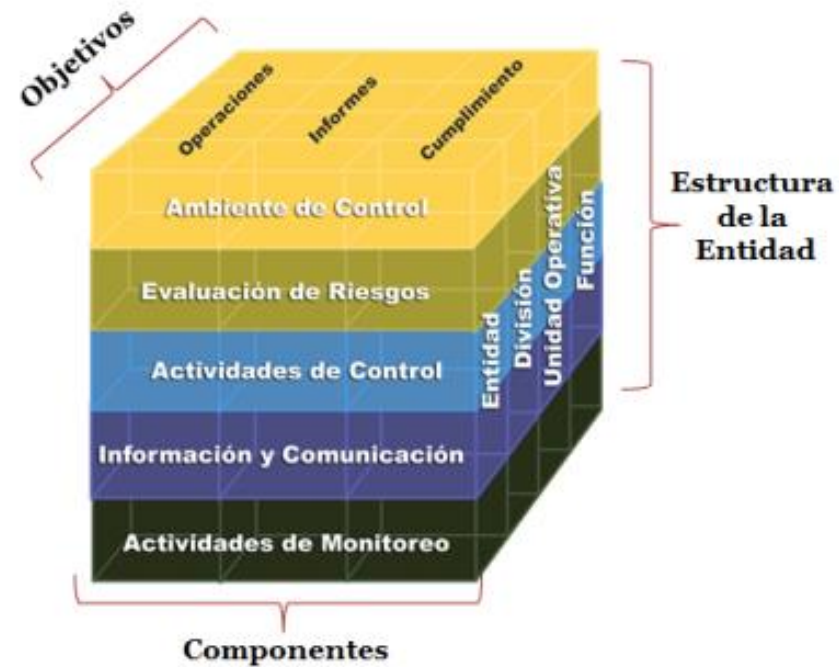 Objetivos
Operaciones
Informes
Cumplimiento
Ambiente de Control
Evaluación de Riesgos
Actividades de Control
Información y Comunicación
Actividades de Monitoreo
Entidad
División
Unidad Operativa
Función
Estructura
de la
Entidad
Componentes